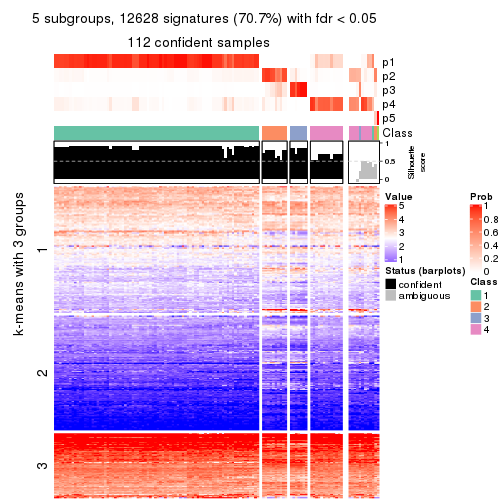 5 subgroups, 12628 signatures (70.7%) with fdr < 0.05
112 confident samples
p1
p2
p3
p4
p5
Class
1
0.5
0
Silhouette
score
k-means with 3 groups
1
2
3
Value
5
4
3
2
1
Status (barplots)
confident
ambiguous
Prob
1
0.8
0.6
0.4
0.2
0
Class
1
2
3
4